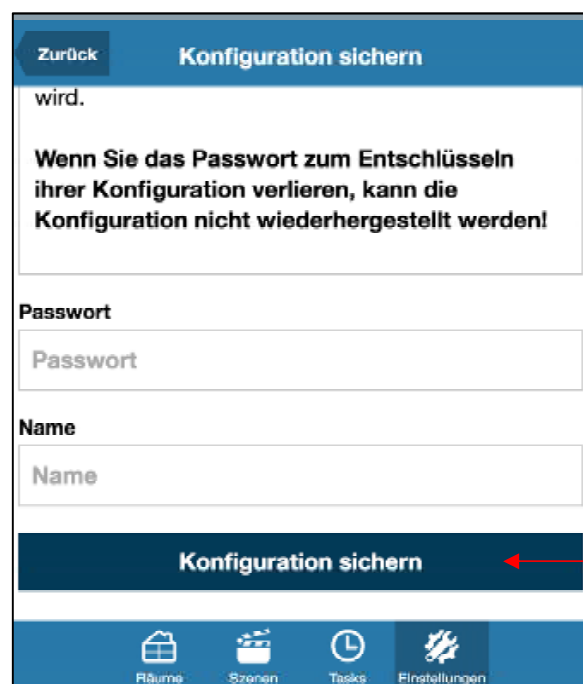 Zurück
Konfiguration sichern
wird.
Wenn Sie das Passwort zum Entschlüsseln
ihrer Konfiguration verlieren, kann die
Konfiguration nicht wiederhergestellt werden!
Passwort
Passwort
Name
Name
Konfiguration sichern
Räume
Szenen
Tasks
Einstellungen